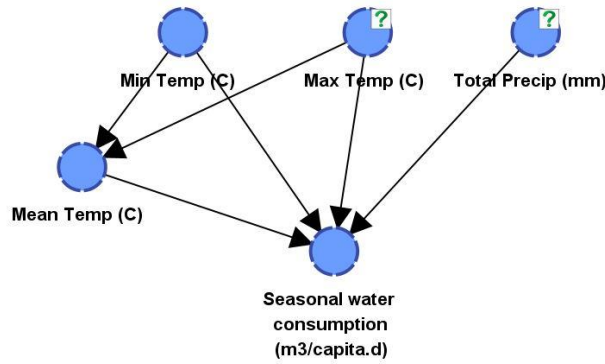 ?
?
Min Temp (C)
Max Temp (C)
Total Precip (mm)
Mean Temp (C)
Seasonal water
consumption
(m3/capita.d)